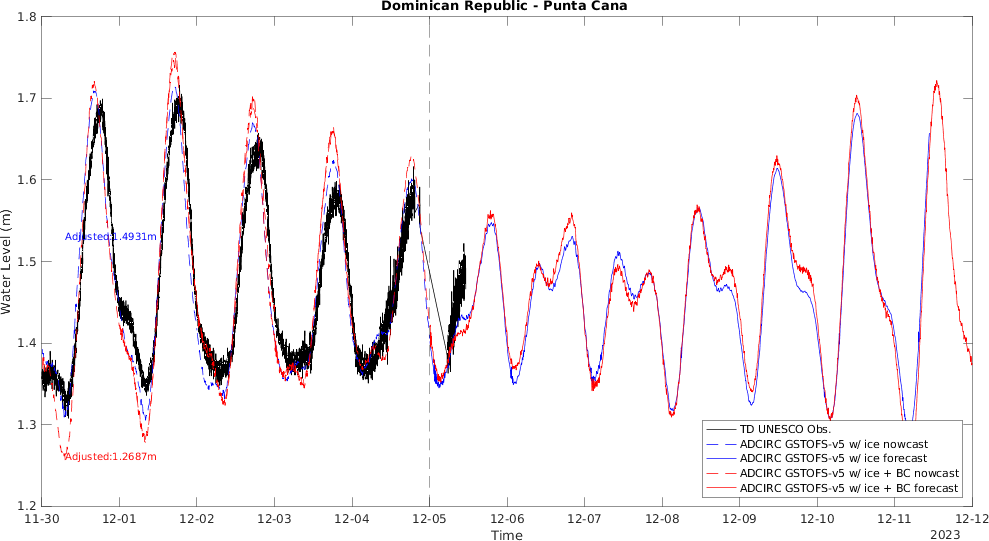 Dominican Republic - Punta Cana
1.8
1.7
1.6
1.5
1.4
1.3
1.2
Water Level (m)
Adjusted:1.4931m
Adjusted:1.2687m
TD UNESCO Obs.
ADCIRC GSTOFS-v5 w/ ice nowcast
ADCIRC GSTOFS-v5 w/ ice forecast
ADCIRC GSTOFS-v5 w/ ice + BC nowcast
ADCIRC GSTOFS-v5 w/ ice + BC forecast
11-30 12-01 12-02 12-03 12-04 12-05 12-06 12-07 12-08 12-09 12-10 12-11 12-12
Time
2023